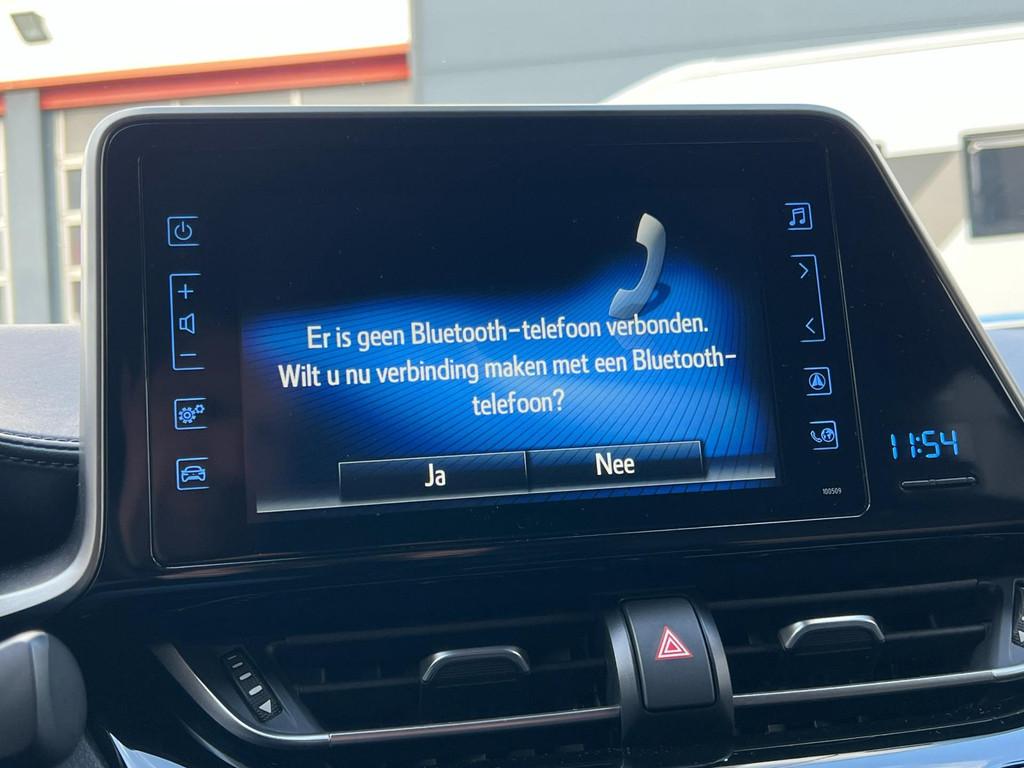 Er is geen Bluetooth-telefoon verbonden.
Wilt u nu verbinding maken met een Bluetooth-
telefoon?
Ja
Nee
11:54
100509